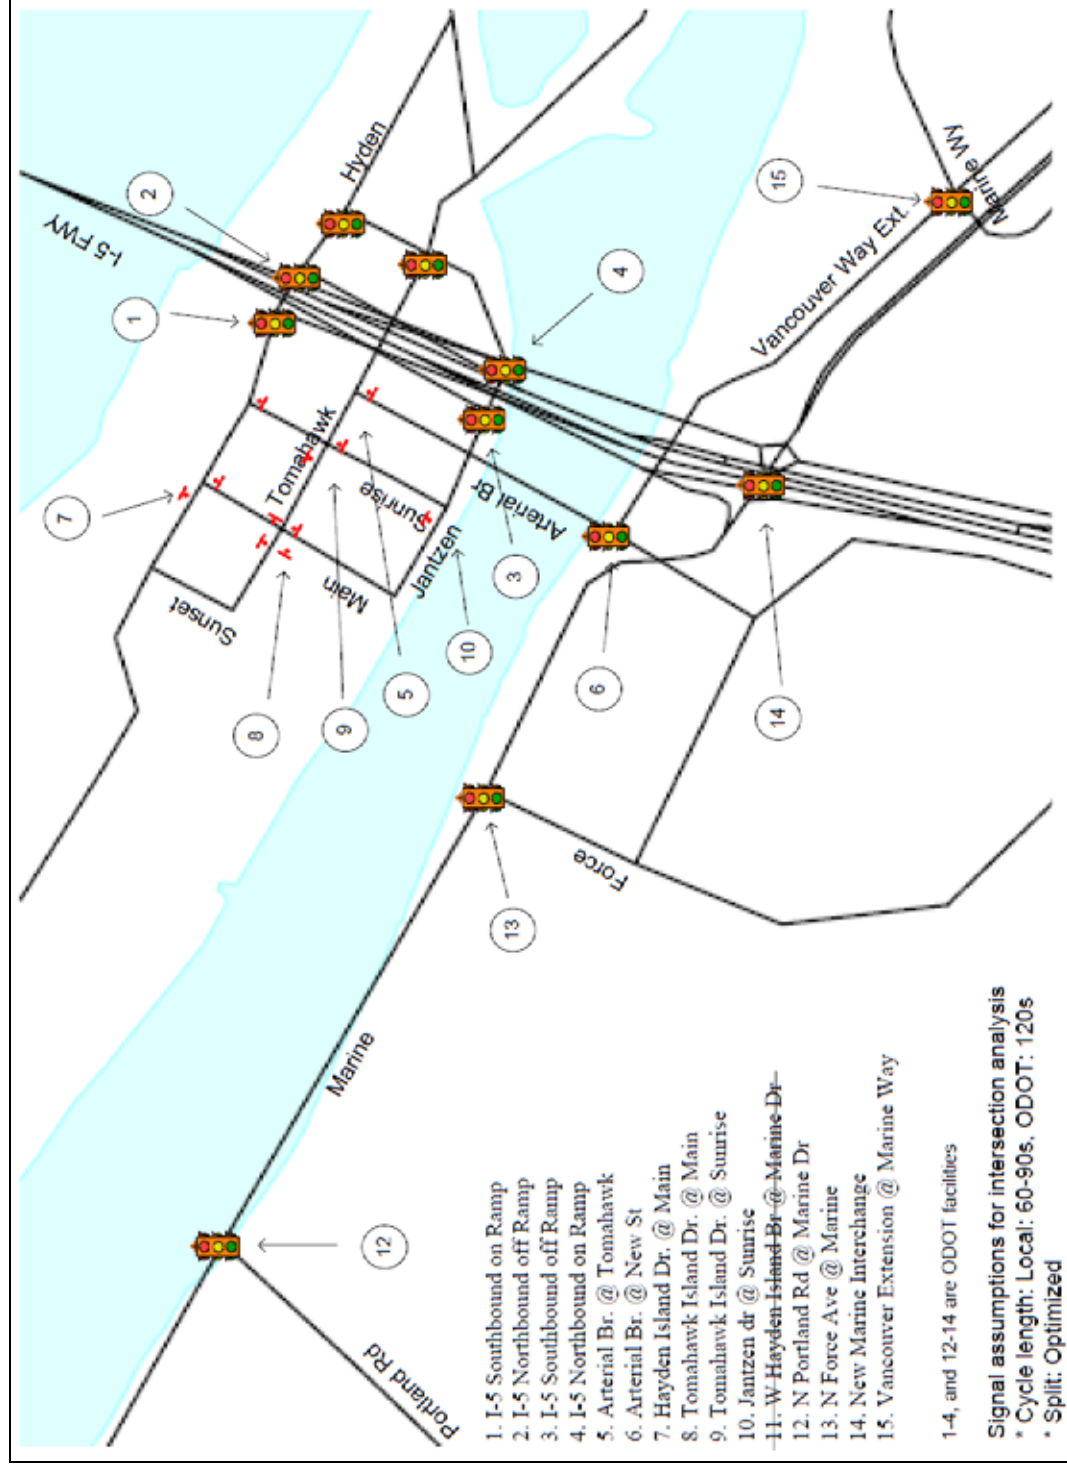 I-5 FWY
Hyden
Tomahawk
Sunrise
Sunset
Main
Jantzen
Arterial Br
Vancouver Way Ext.
Marine Wy
Marine
Force
Marine
Portland Rd
1
2
3
4
5
6
7
8
9
10
12
13
14
15
1. I-5 Southbound on Ramp
2. I-5 Northbound off Ramp
3. I-5 Southbound off Ramp
4. I-5 Northbound on Ramp
5. Arterial Br. @ Tomahawk
6. Arterial Br. @ New St
7. Hayden Island Dr. @ Main
8. Tomahawk Island Dr. @ Main
9. Tomahawk Island Dr. @ Sunrise
10. Jantzen dr @ Sunrise
11. W Hayden Island Br @ Marine Dr
12. N Portland Rd @ Marine Dr
13. N Force Ave @ Marine
14. New Marine Interchange
15. Vancouver Extension @ Marine Way
1-4, and 12-14 are ODOT facilities
Signal assumptions for intersection analysis
* Cycle length: Local: 60-90s, ODOT: 120s
* Split: Optimized